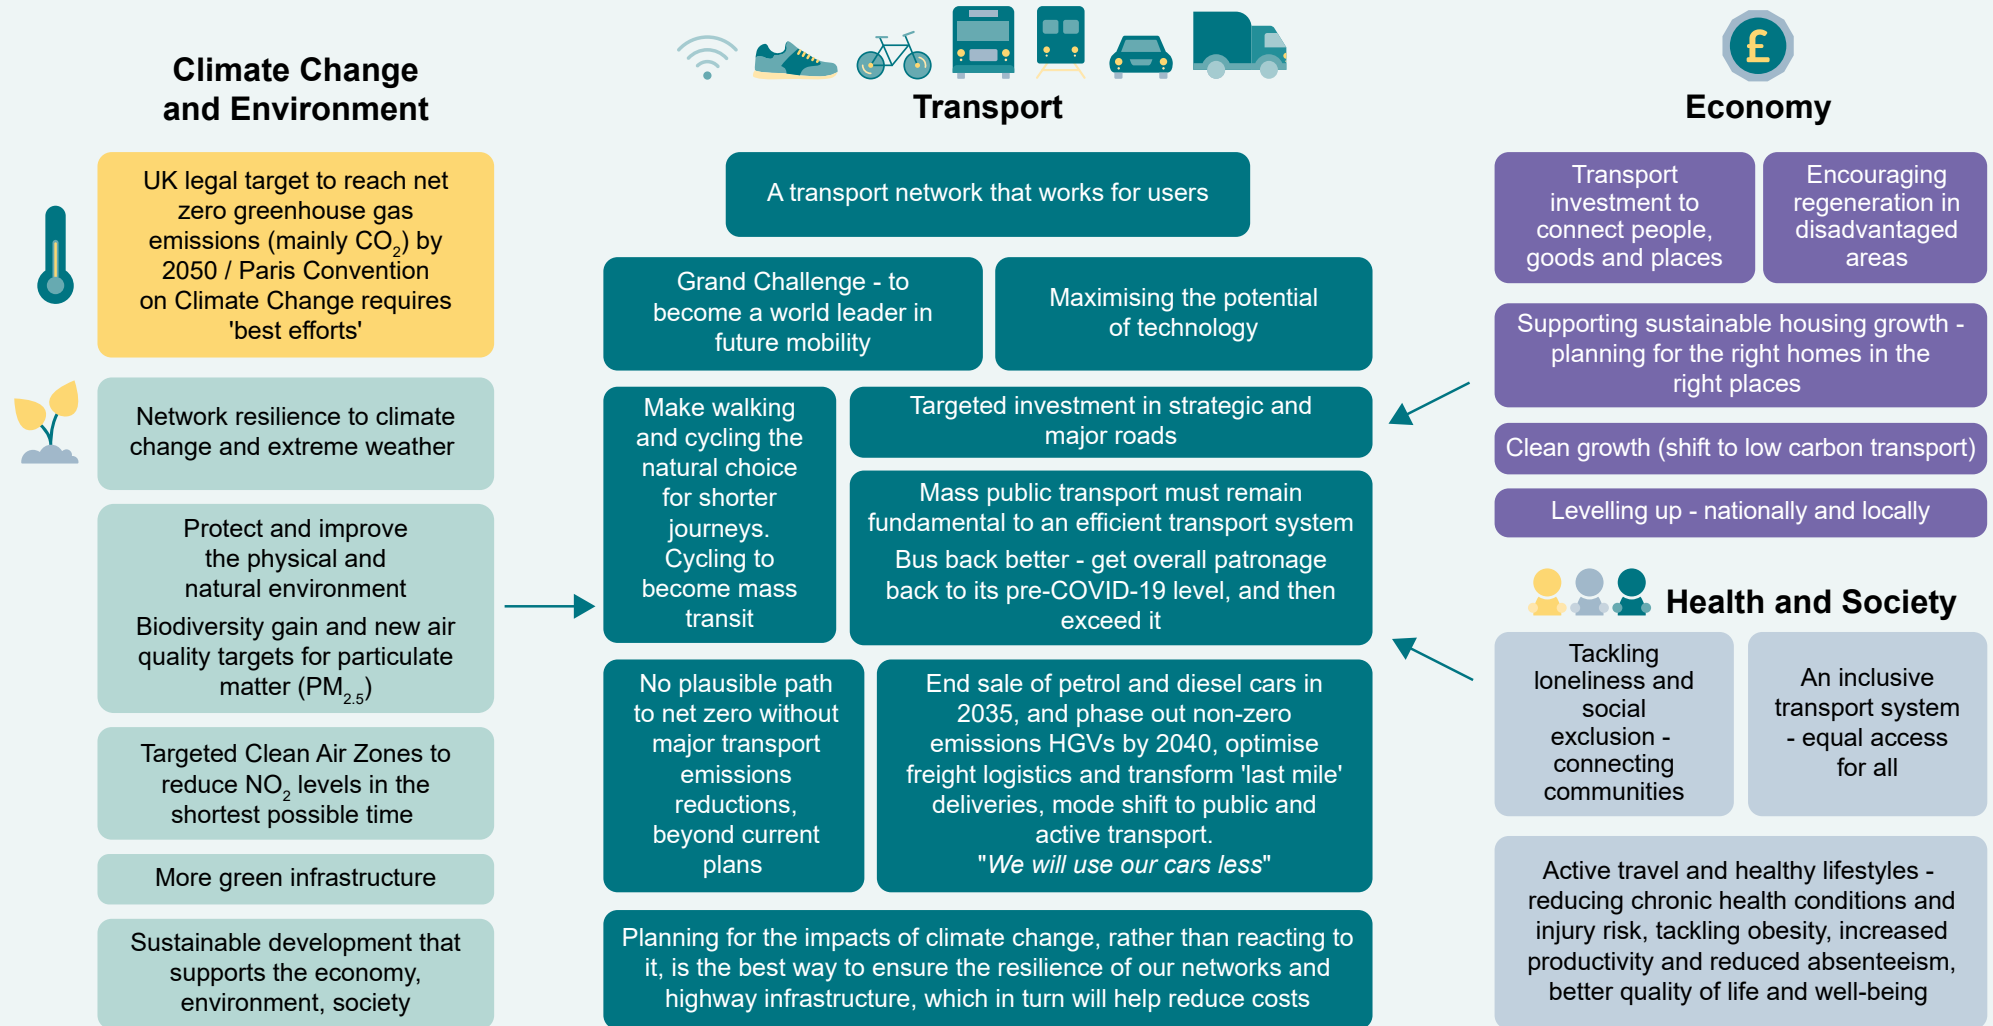 Climate Change
and Environment
UK legal target to reach net
zero greenhouse gas
emissions (mainly CO2) by
2050 / Paris Convention
on Climate Change requires
'best efforts'
Network resilience to climate
change and extreme weather
Protect and improve
the physical and
natural environment
Biodiversity gain and new air
quality targets for particulate
matter (PM2.5)
Targeted Clean Air Zones to
reduce NO2 levels in the
shortest possible time
More green infrastructure
Sustainable development that
supports the economy,
environment, society
Transport
A transport network that works for users
Grand Challenge - to
become a world leader in
future mobility
Maximising the potential
of technology
Make walking
and cycling the
natural choice
for shorter
journeys.
Cycling to
become mass
transit
Targeted investment in strategic and
major roads
Mass public transport must remain
fundamental to an efficient transport system
Bus back better - get overall patronage
back to its pre-COVID-19 level, and then
exceed it
No plausible path
to net zero without
major transport
emissions
reductions,
beyond current
plans
End sale of petrol and diesel cars in
2035, and phase out non-zero
emissions HGVs by 2040, optimise
freight logistics and transform 'last mile'
deliveries, mode shift to public and
active transport.
"We will use our cars less"
Planning for the impacts of climate change, rather than reacting to
it, is the best way to ensure the resilience of our networks and
highway infrastructure, which in turn will help reduce costs
£
Economy
Transport
investment to
connect people,
goods and places
Encouraging
regeneration in
disadvantaged
areas
Supporting sustainable housing growth -
planning for the right homes in the
right places
Clean growth (shift to low carbon transport)
Levelling up - nationally and locally
Health and Society
Tackling
loneliness and
social
exclusion -
connecting
communities
An inclusive
transport system
- equal access
for all
Active travel and healthy lifestyles -
reducing chronic health conditions and
injury risk, tackling obesity, increased
productivity and reduced absenteeism,
better quality of life and well-being